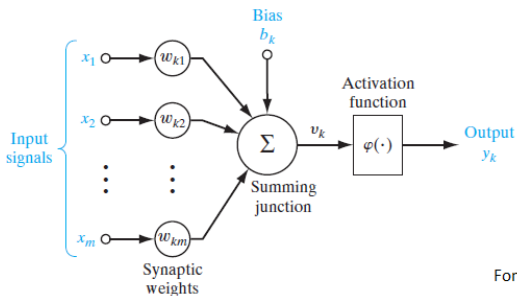 Bias
b_k
x_1
w_k1
Activation
function
x_2
w_k2
Input
signals
Σ
v_k
φ(·)
Output
y_k
Summing
junction
x_m
w_km
Synaptic
weights
For